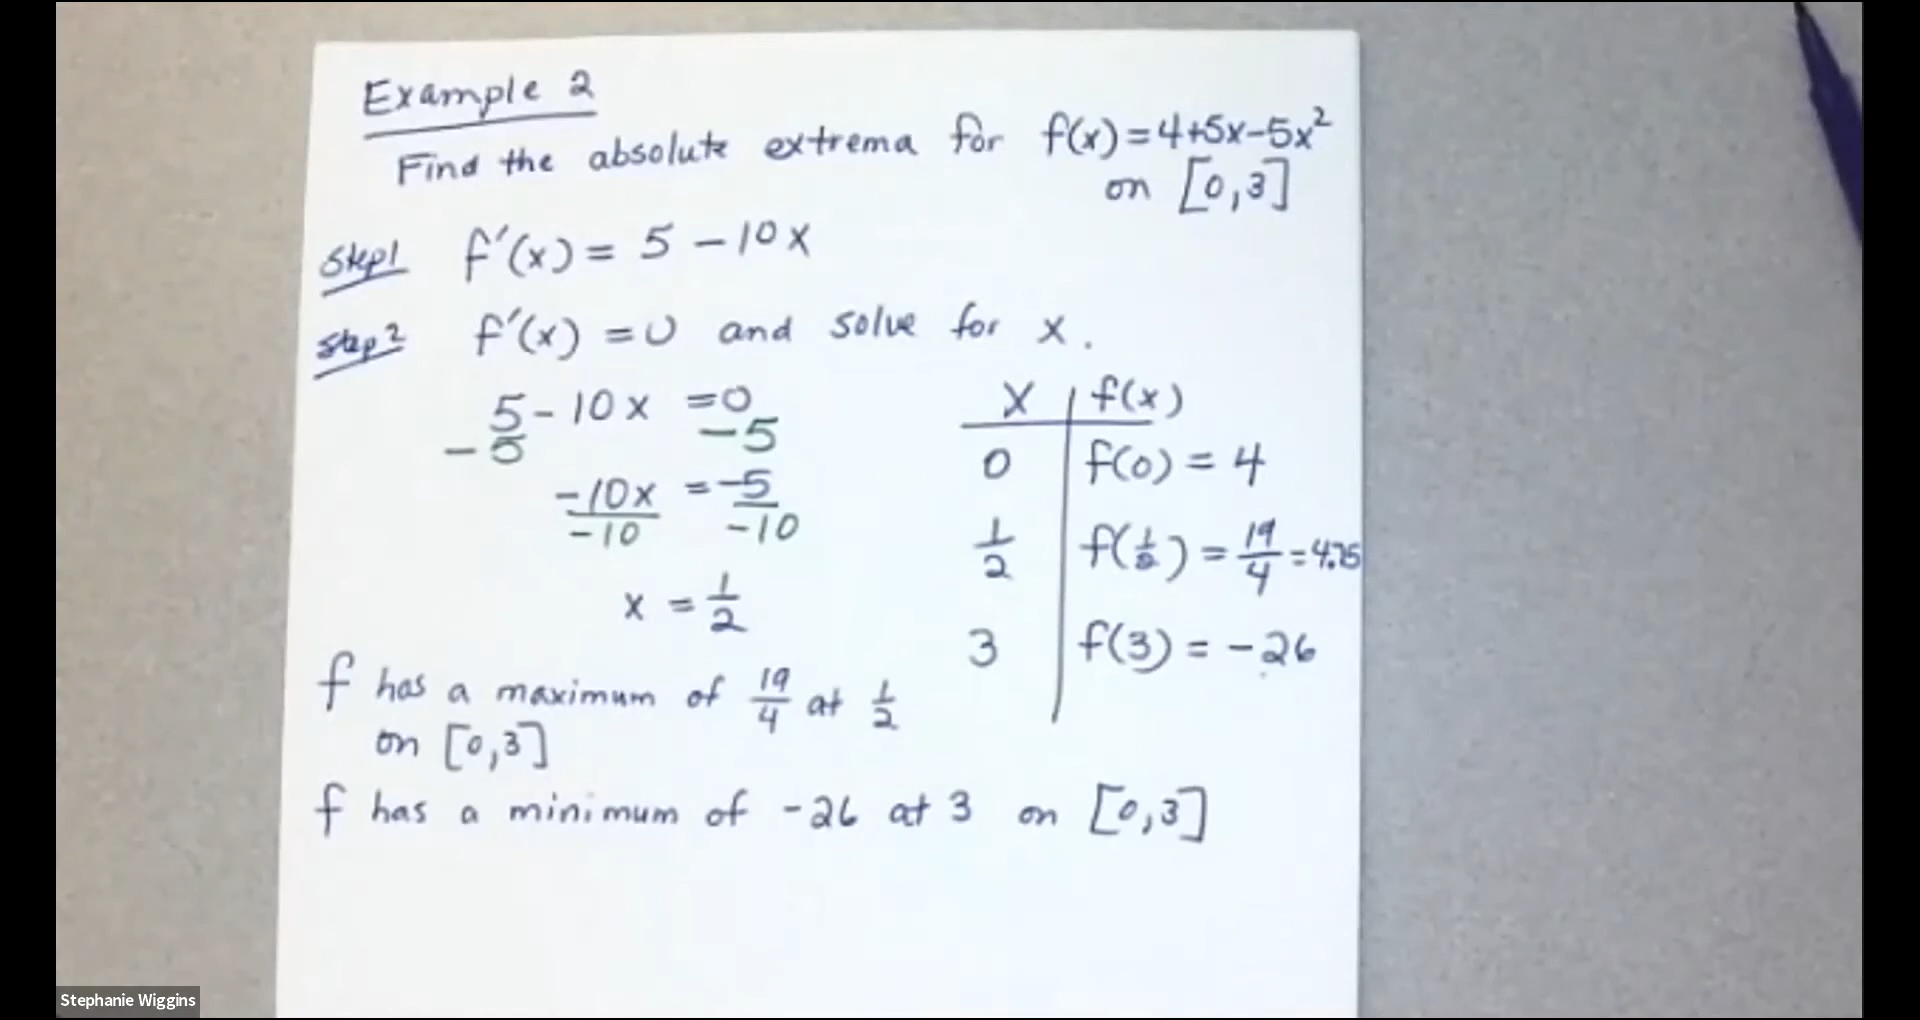 Example 2
Find the absolute extrema for f(x)=4+5x-5x²
on [0,3]
Step1 f'(x) = 5 - 10x
Step2 f'(x) = 0 and solve for x.
5 - 10x = 0
-5 -5
-10x = -5
-10 -10
x = 1/2
x | f(x)
0 | f(0) = 4
1/2 | f(1/2) = 19/4 = 4.75
3 | f(3) = -26
f has a maximum of 19/4 at 1/2
on [0,3]
f has a minimum of -26 at 3 on [0,3]
Stephanie Wiggins